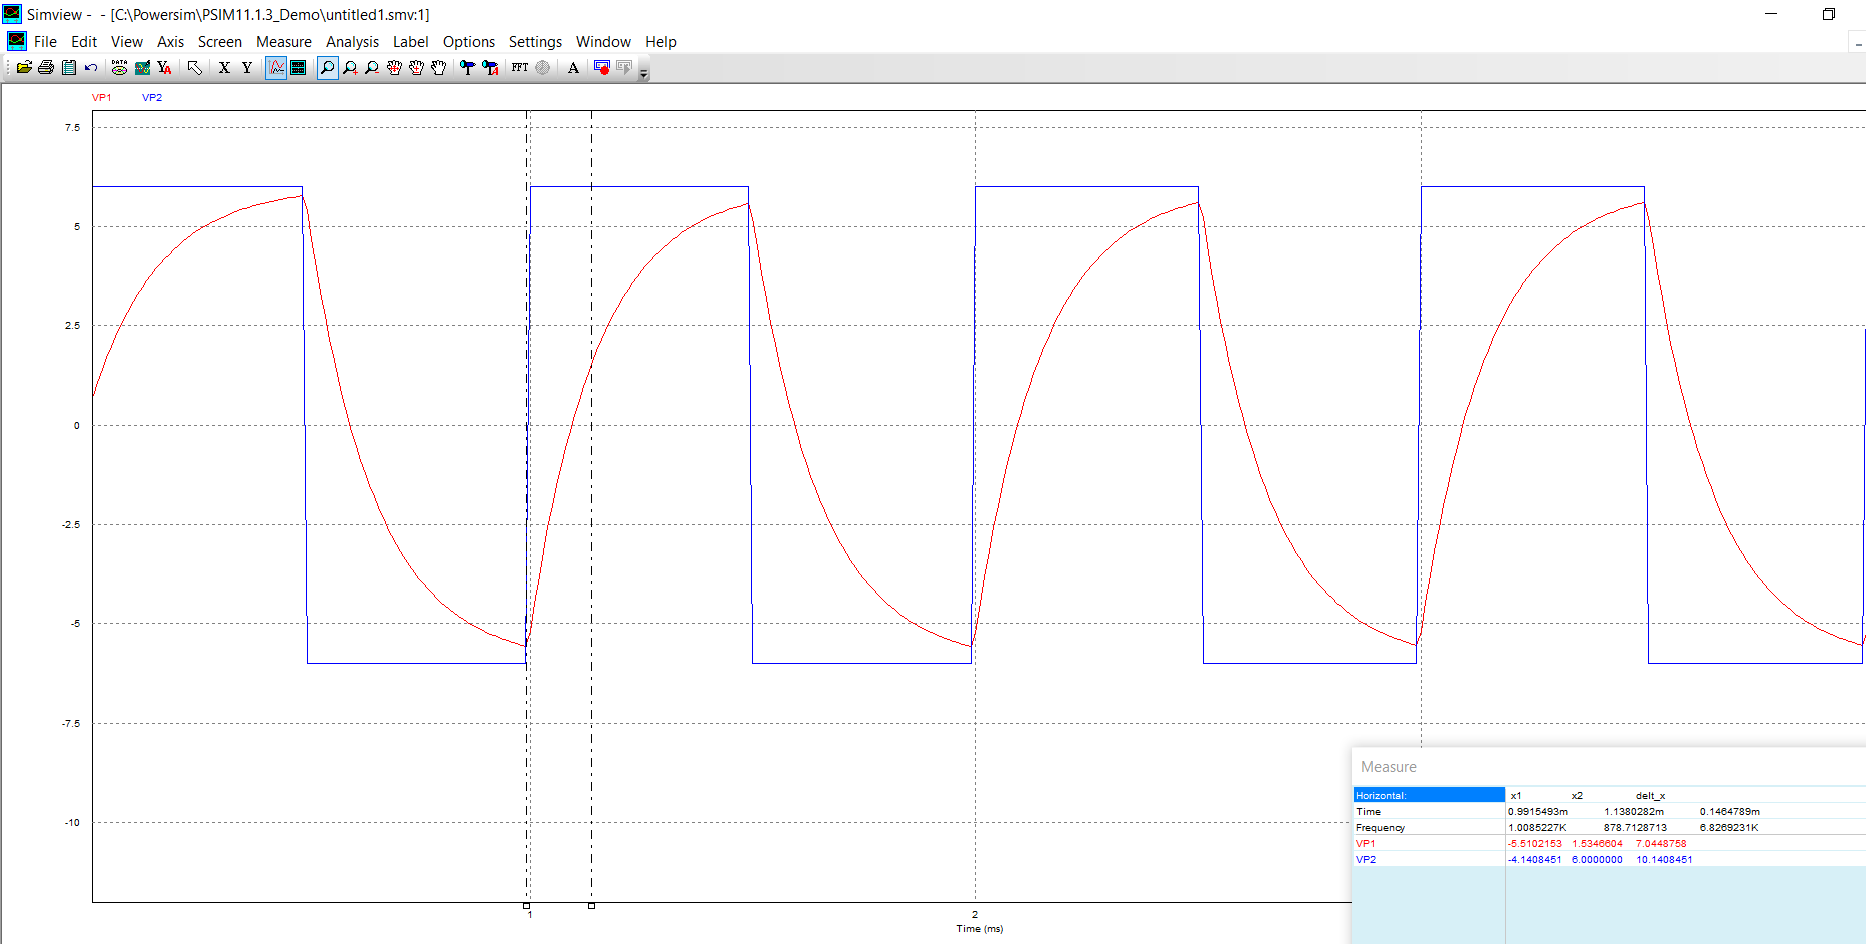 Simview - - [C:\Powersim\PSIM11.1.3_Demo\untitled1.smv:1]
File Edit View Axis Screen Measure Analysis Label Options Settings Window Help
DATA YA X Y FFT A
VP1 VP2
7.5
5
2.5
0
-2.5
-5
-7.5
-10
1 2
Time (ms)
Measure
Horizontal: x1 x2 delt_x
Time 0.9915493m 1.1380282m 0.1464789m
Frequency 1.0085227K 878.7128713 6.8269231K
VP1 -5.5102153 1.5346604 7.0448758
VP2 -4.1408451 6.0000000 10.1408451